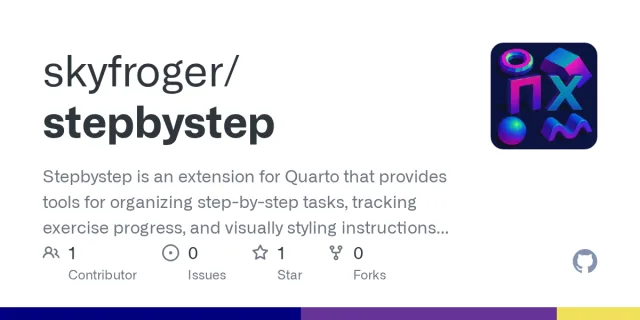 skyfroger/
stepbystep
Stepbystep is an extension for Quarto that provides
tools for organizing step-by-step tasks, tracking
exercise progress, and visually styling instructions...
1
Contributor
0
Issues
1
Star
0
Forks